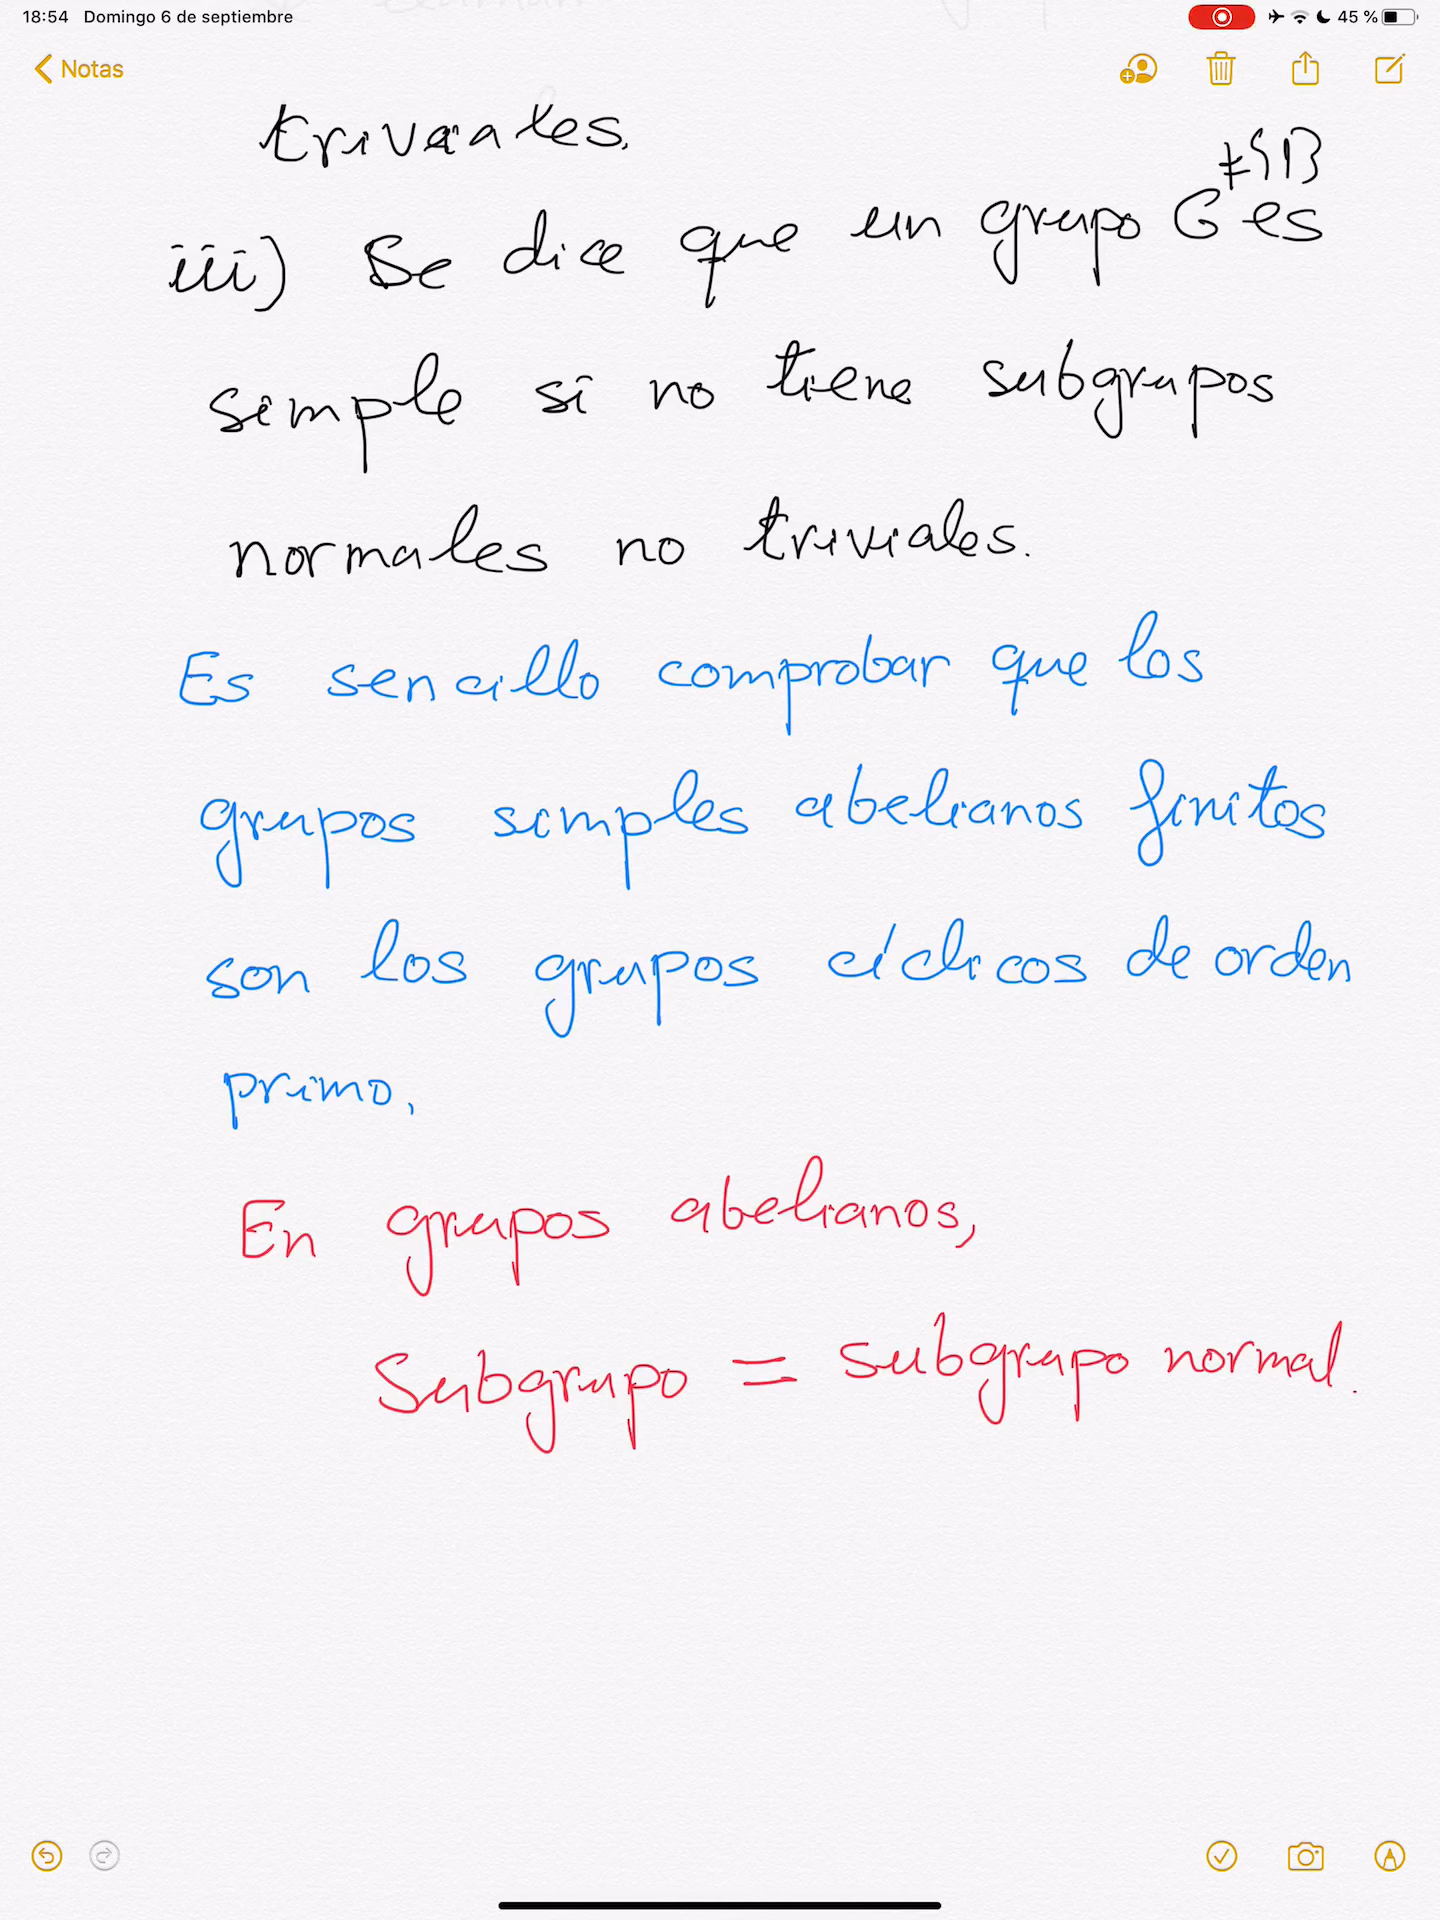 18:54 Domingo 6 de septiembre 45 %
Notas
triviales.
≠{1}
iii) Se dice que un grupo G es
simple si no tiene subgrupos
normales no triviales.
Es sencillo comprobar que los
grupos simples abelianos finitos
son los grupos cíclicos de orden
primo.
En grupos abelianos,
Subgrupo = subgrupo normal.